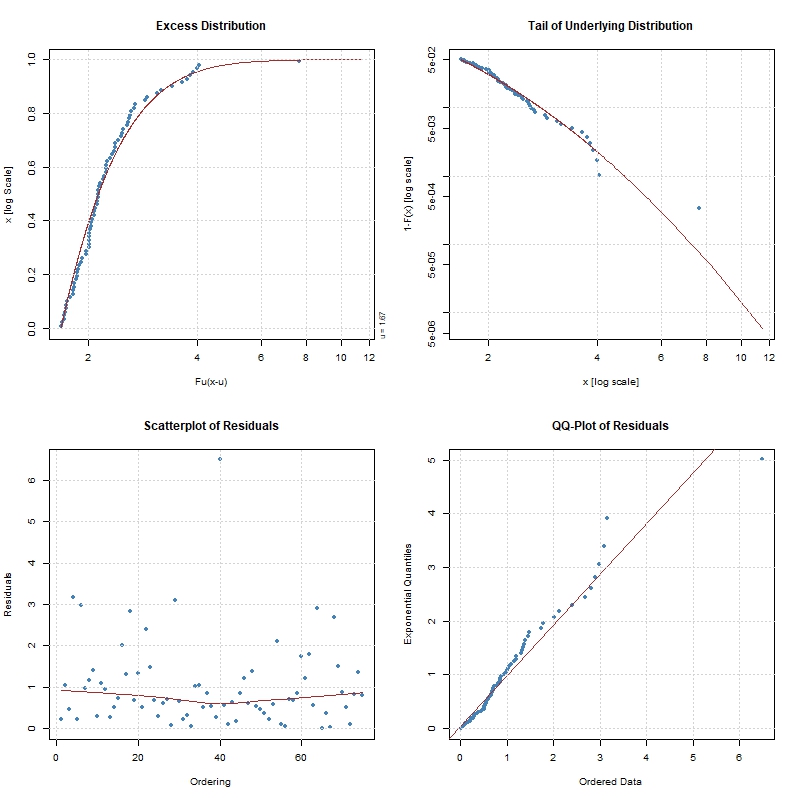 Excess Distribution
x [log Scale]
1.0
0.8
0.6
0.4
0.2
0.0
2 4 6 8 10 12
Fu(x-u)
u = 1.67
Tail of Underlying Distribution
1-F(x) [log scale]
5e-02
5e-03
5e-04
5e-05
5e-06
2 4 6 8 10 12
x [log scale]
Scatterplot of Residuals
Residuals
6
5
4
3
2
1
0
0 20 40 60
Ordering
QQ-Plot of Residuals
Exponential Quantiles
5
4
3
2
1
0
0 1 2 3 4 5 6
Ordered Data